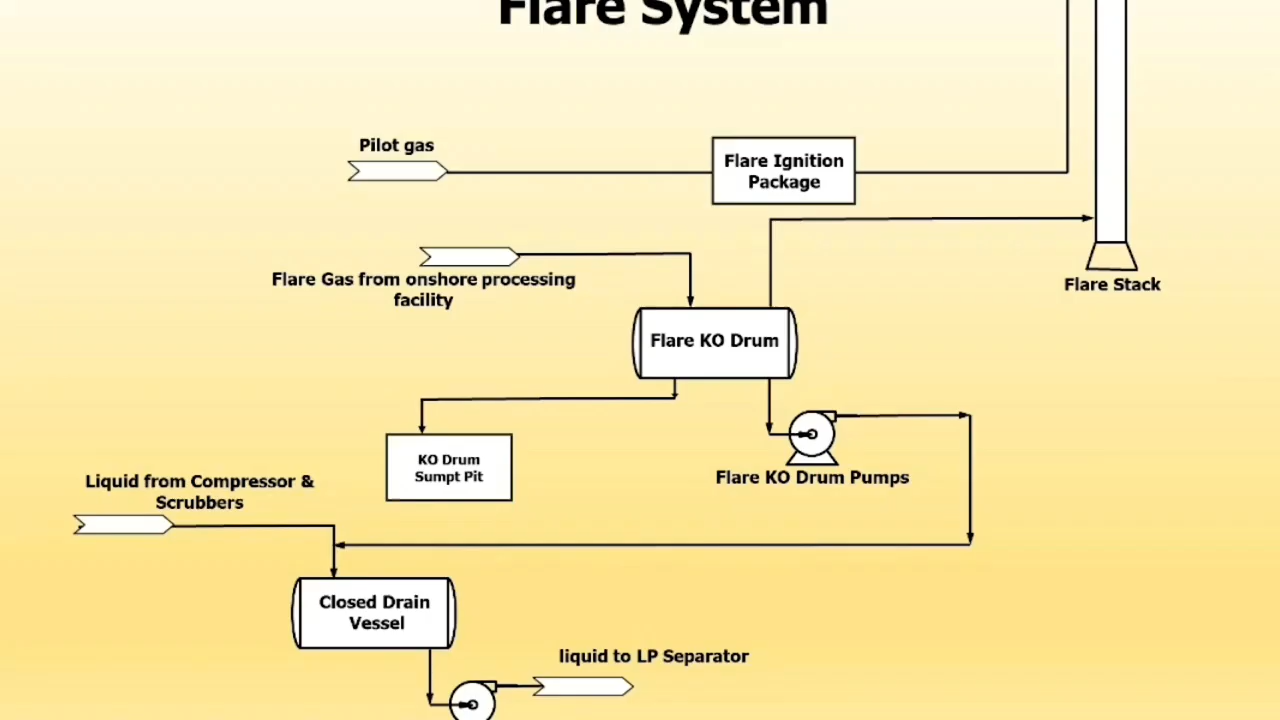 Flare System
Pilot gas
Flare Ignition
Package
Flare Gas from onshore processing
facility
Flare Stack
Flare KO Drum
KO Drum
Sumpt Pit
Flare KO Drum Pumps
Liquid from Compressor &
Scrubbers
Closed Drain
Vessel
liquid to LP Separator